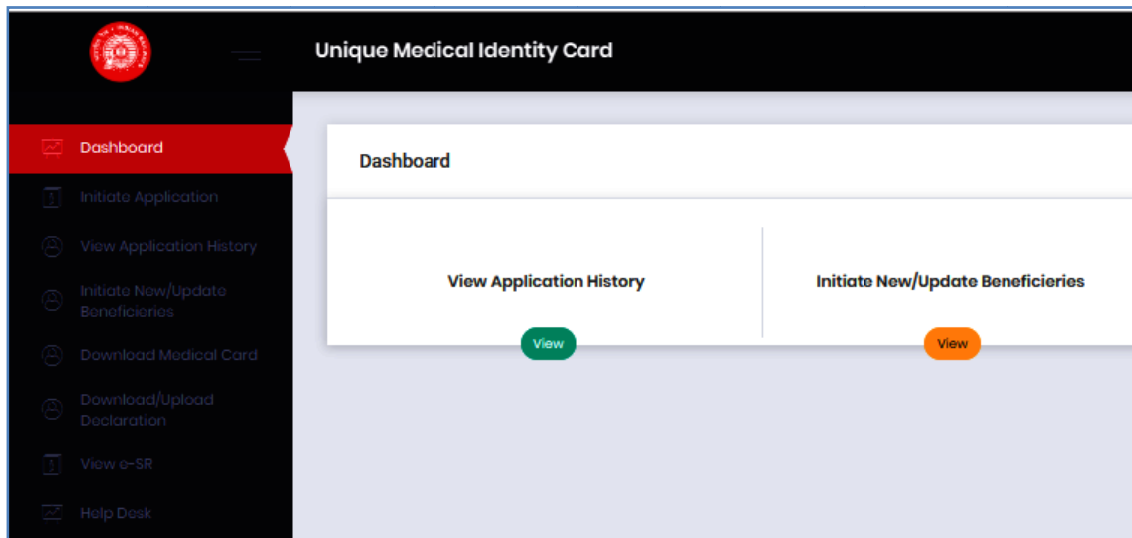 Unique Medical Identity Card
Dashboard
Initiate Application
View Application History
Initiate New/Update
Beneficieries
Download Medical Card
Download/Upload
Declaration
View e-SR
Help Desk
Dashboard
View Application History
View
Initiate New/Update Beneficieries
View